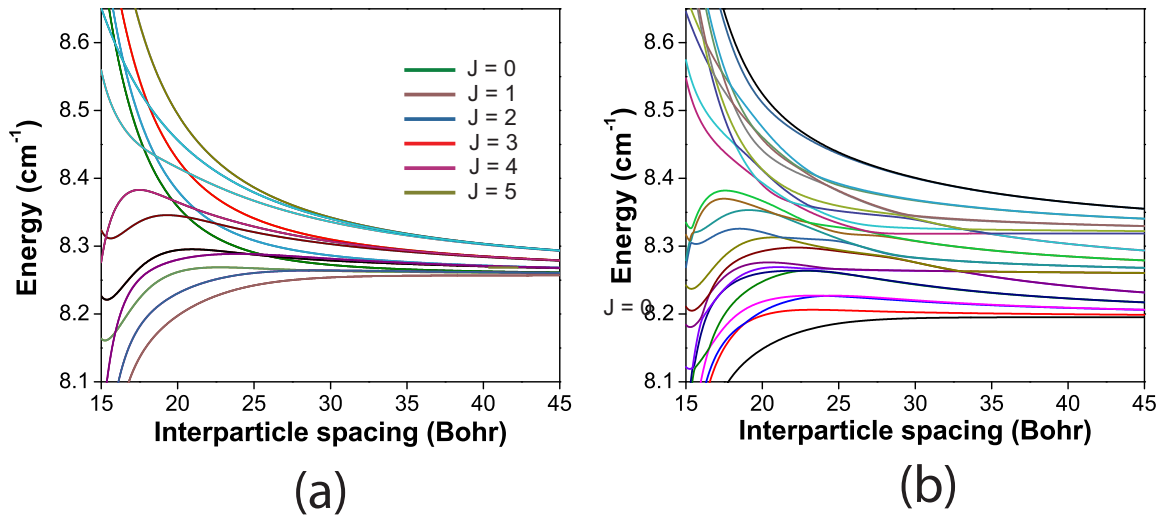 8.6
8.5
8.4
8.3
8.2
8.1
Energy (cm-1)
15 20 25 30 35 40 45
Interparticle spacing (Bohr)
J = 0
J = 1
J = 2
J = 3
J = 4
J = 5
(a)
8.6
8.5
8.4
8.3
8.2
8.1
Energy (cm-1)
J = 0
15 20 25 30 35 40 45
Interparticle spacing (Bohr)
(b)